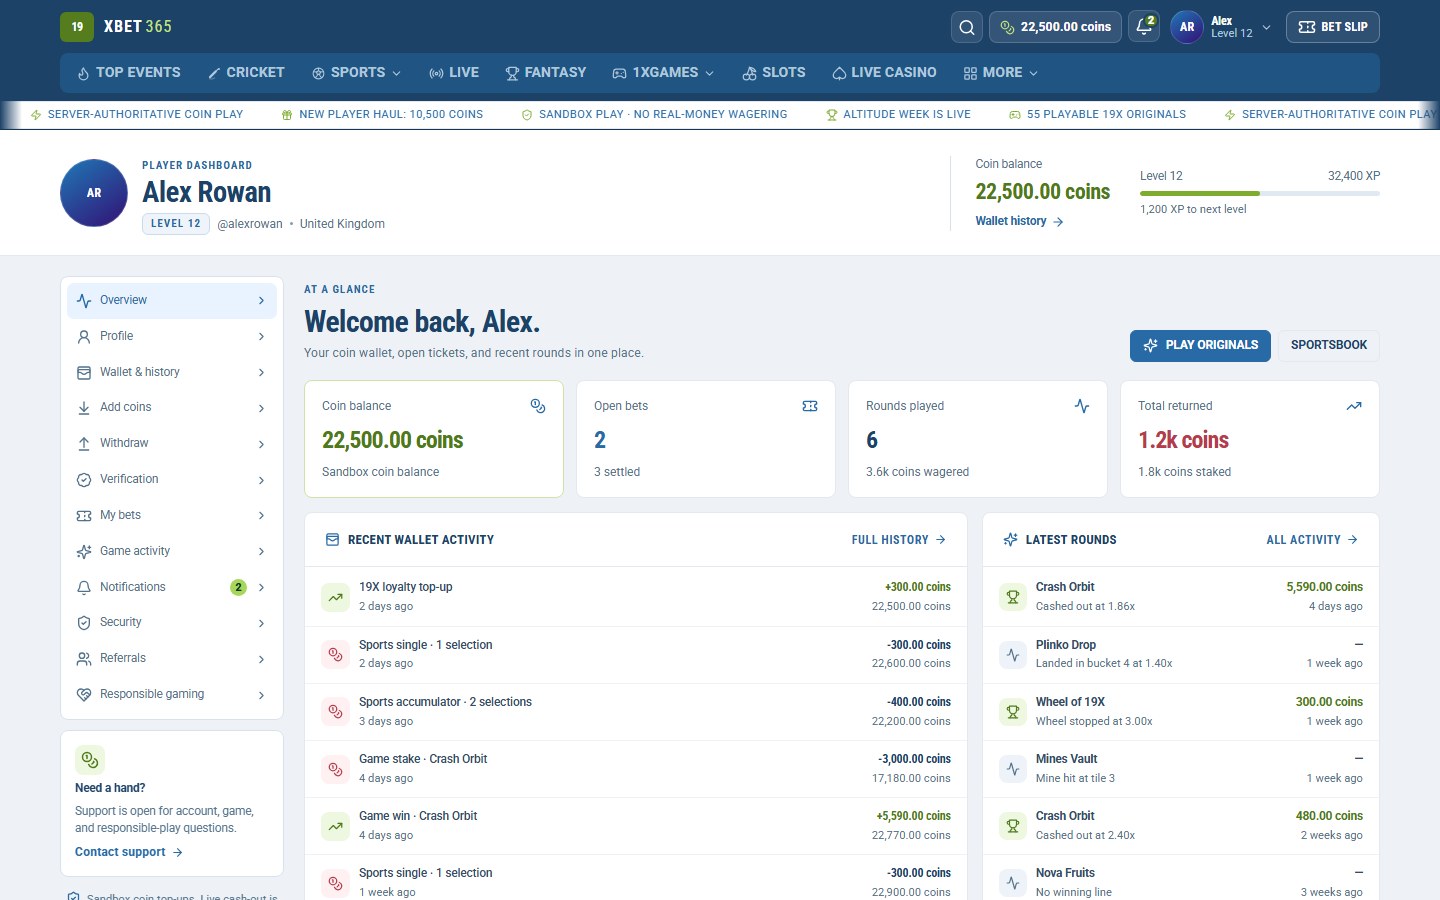 19 XBET 365
22,500.00 coins
2
AR
Alex
Level 12
BET SLIP
TOP EVENTS CRICKET SPORTS LIVE FANTASY 1XGAMES SLOTS LIVE CASINO MORE
SERVER-AUTHORITATIVE COIN PLAY NEW PLAYER HAUL: 10,500 COINS SANDBOX PLAY · NO REAL-MONEY WAGERING ALTITUDE WEEK IS LIVE 55 PLAYABLE 19X ORIGINALS SERVER-AUTHORITATIVE COIN PLAY
AR
PLAYER DASHBOARD
Alex Rowan
LEVEL 12 @alexrowan • United Kingdom
Coin balance
22,500.00 coins
Wallet history
Level 12 32,400 XP
1,200 XP to next level
Overview
Profile
Wallet & history
Add coins
Withdraw
Verification
My bets
Game activity
Notifications 2
Security
Referrals
Responsible gaming
Need a hand?
Support is open for account, game,
and responsible-play questions.
Contact support
Sandbox coin top-ups. Live cash-out is
AT A GLANCE
Welcome back, Alex.
Your coin wallet, open tickets, and recent rounds in one place.
PLAY ORIGINALS SPORTSBOOK
Coin balance
22,500.00 coins
Sandbox coin balance
Open bets
2
3 settled
Rounds played
6
3.6k coins wagered
Total returned
1.2k coins
1.8k coins staked
RECENT WALLET ACTIVITY FULL HISTORY
19X loyalty top-up +300.00 coins
2 days ago 22,500.00 coins
Sports single · 1 selection -300.00 coins
2 days ago 22,600.00 coins
Sports accumulator · 2 selections -400.00 coins
3 days ago 22,200.00 coins
Game stake · Crash Orbit -3,000.00 coins
4 days ago 17,180.00 coins
Game win · Crash Orbit +5,590.00 coins
4 days ago 22,770.00 coins
Sports single · 1 selection -300.00 coins
1 week ago 22,900.00 coins
LATEST ROUNDS ALL ACTIVITY
Crash Orbit 5,590.00 coins
Cashed out at 1.86x 4 days ago
Plinko Drop —
Landed in bucket 4 at 1.40x 1 week ago
Wheel of 19X 300.00 coins
Wheel stopped at 3.00x 1 week ago
Mines Vault —
Mine hit at tile 3 1 week ago
Crash Orbit 480.00 coins
Cashed out at 2.40x 2 weeks ago
Nova Fruits —
No winning line 3 weeks ago